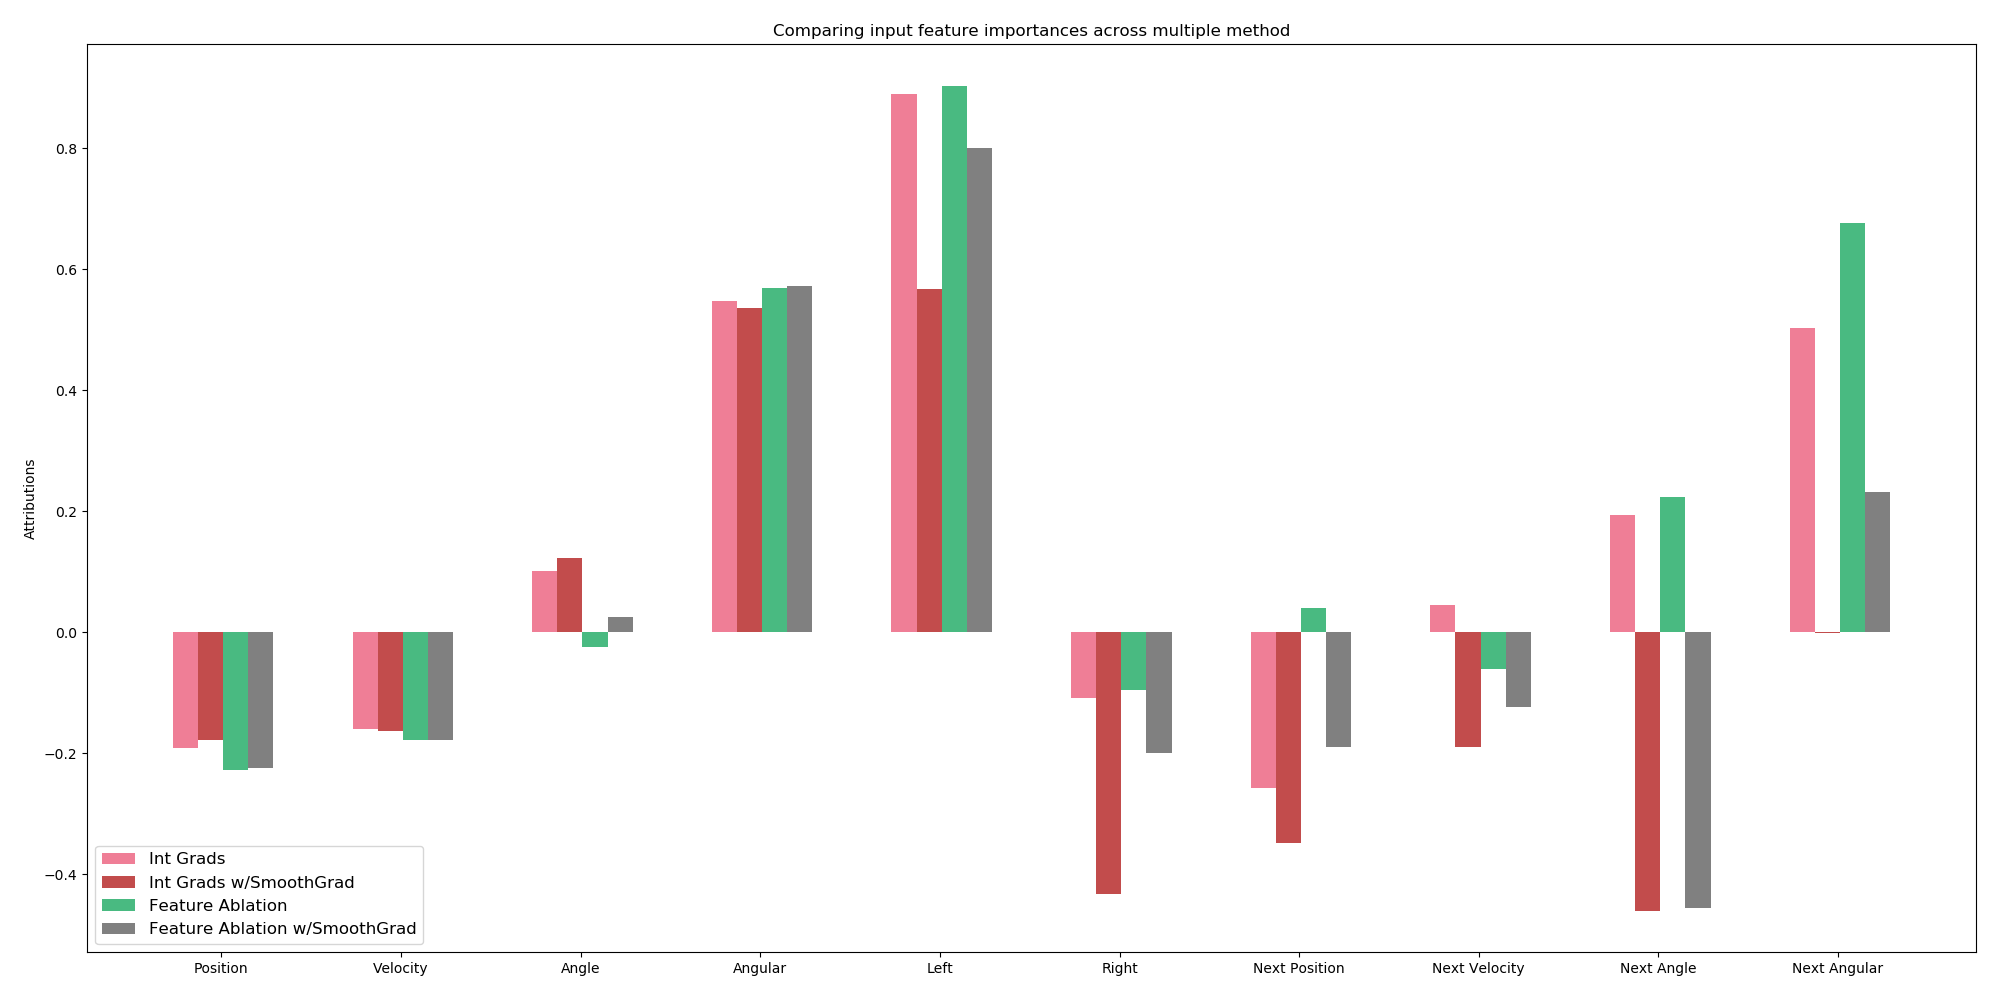 Comparing input feature importances across multiple method
Attributions
0.8
0.6
0.4
0.2
0.0
−0.2
−0.4
Int Grads
Int Grads w/SmoothGrad
Feature Ablation
Feature Ablation w/SmoothGrad
Position Velocity Angle Angular Left Right Next Position Next Velocity Next Angle Next Angular